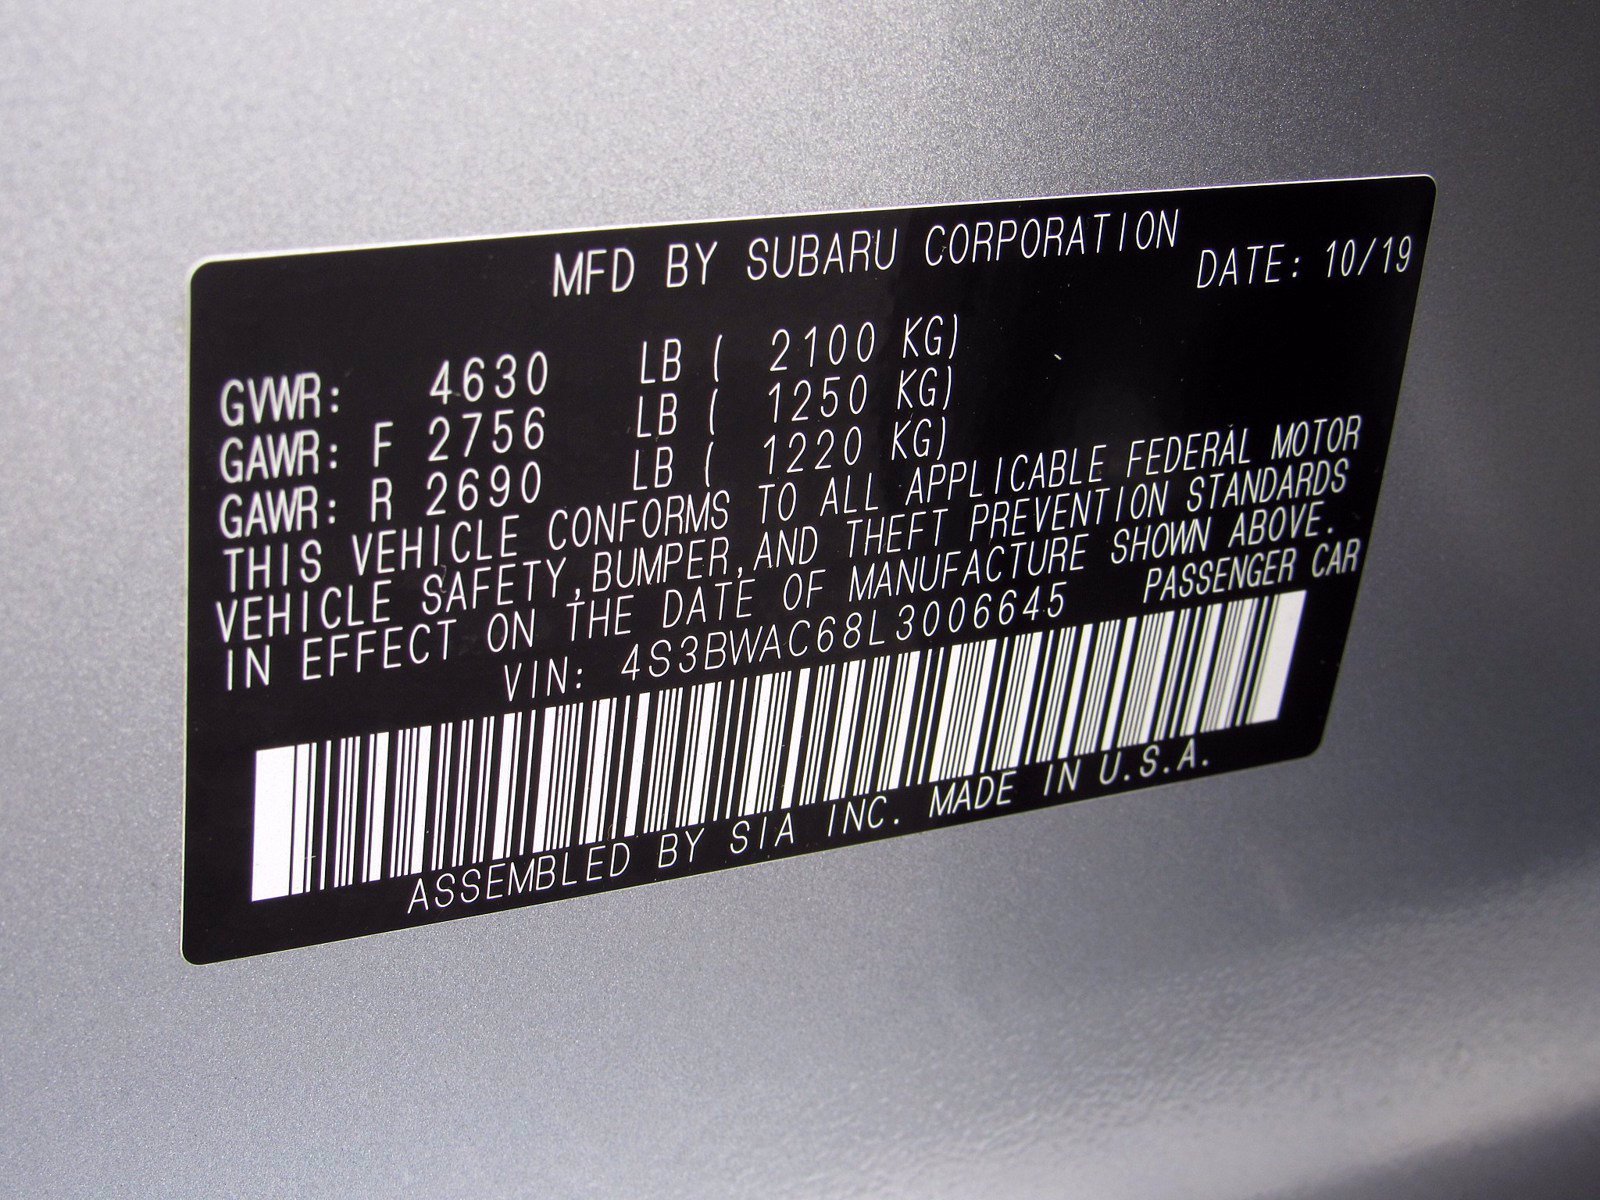 MFD BY SUBARU CORPORATION
DATE: 10/19
GVWR: 4630 LB ( 2100 KG)
GAWR: F 2756 LB ( 1250 KG)
GAWR: R 2690 LB ( 1220 KG)
THIS VEHICLE CONFORMS TO ALL APPLICABLE FEDERAL MOTOR
VEHICLE SAFETY,BUMPER,AND THEFT PREVENTION STANDARDS
IN EFFECT ON THE DATE OF MANUFACTURE SHOWN ABOVE.
VIN: 4S3BWAC68L3006645 PASSENGER CAR
ASSEMBLED BY SIA INC. MADE IN U.S.A.